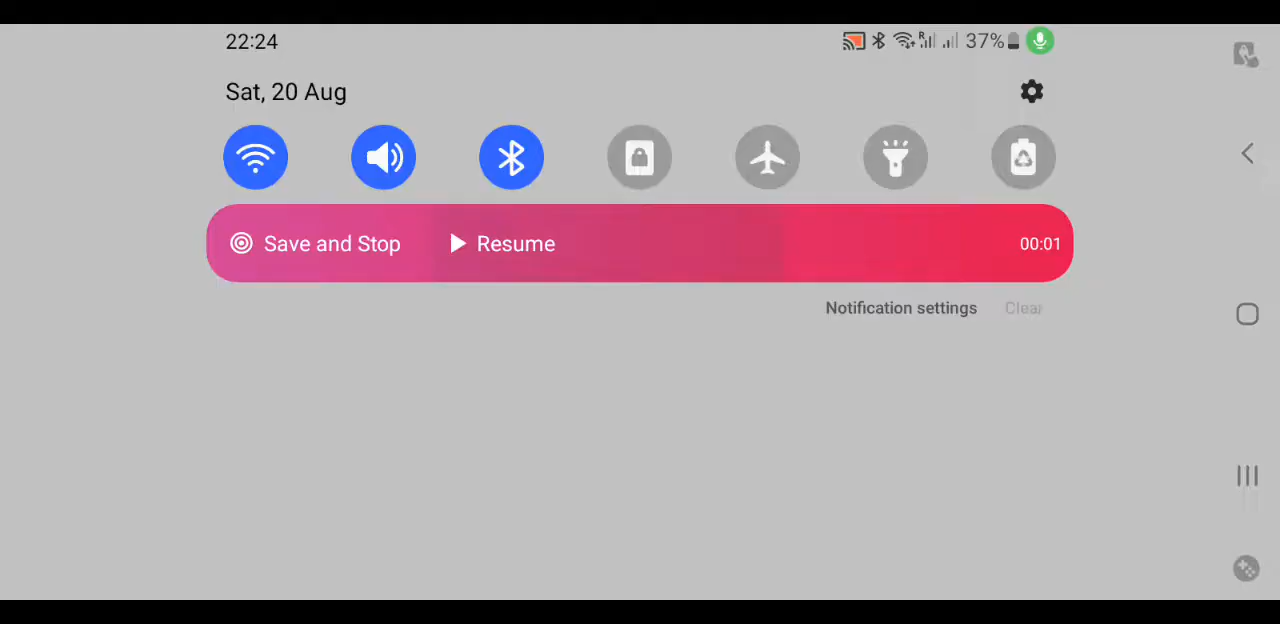 22:24 R 37%
Sat, 20 Aug
Save and Stop Resume 00:01
Notification settings Clear